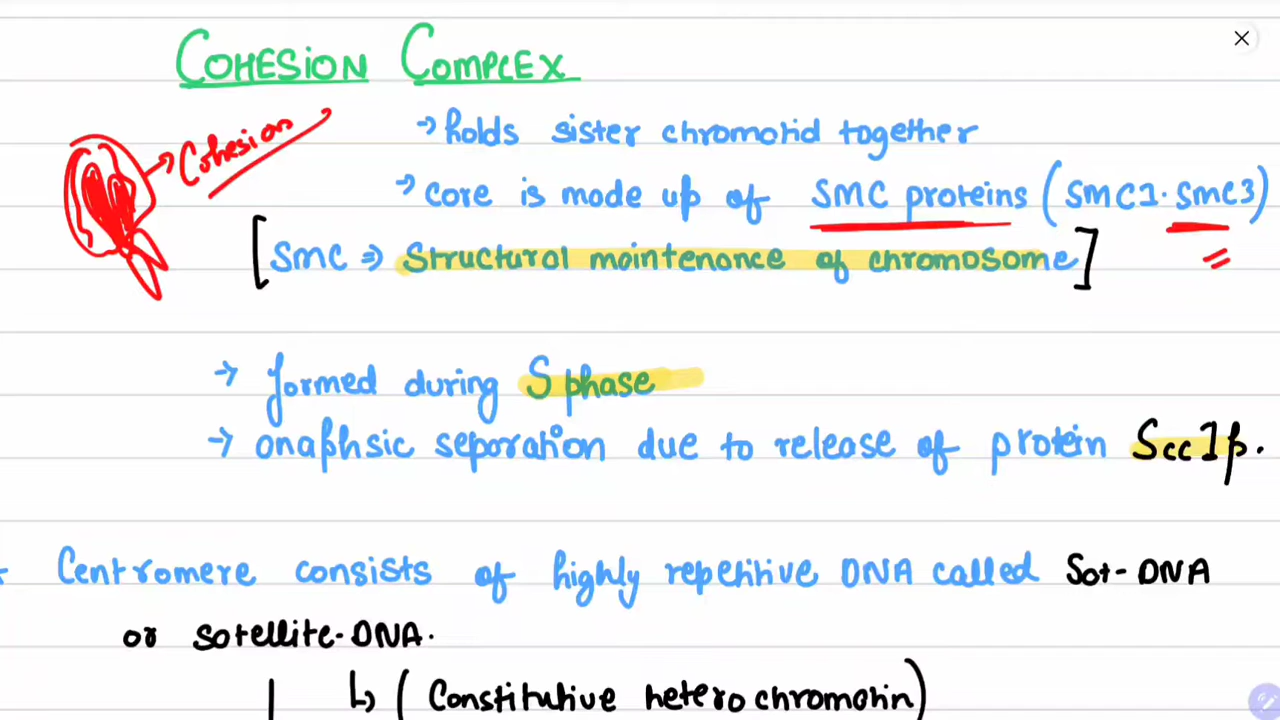 COHESION COMPLEX
→ holds sister chromatid together
→ Cohesion
→ core is made up of SMC proteins (SMC1·SMC3)
[SMC ⇒ Structural maintenance of chromosome]
→ formed during S phase
→ anaphsic separation due to release of protein Scc1p.
Centromere consists of highly repetitive DNA called Sat-DNA
or satellite-DNA.
↳ (Constitutive heterochromatin)